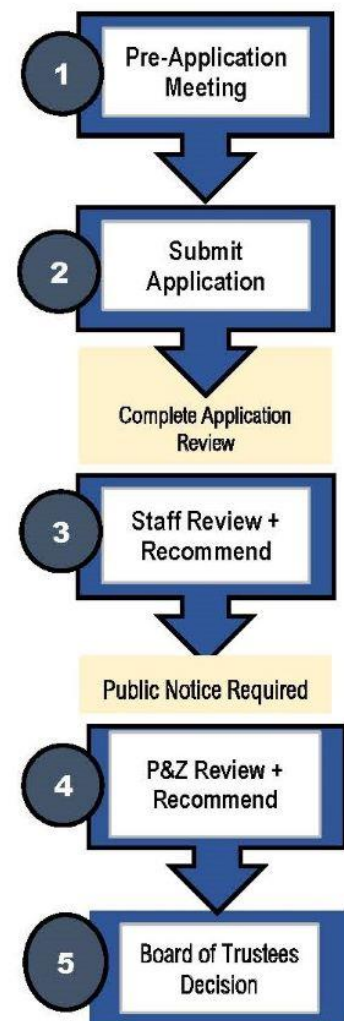 1
Pre-Application
Meeting
2
Submit
Application
Complete Application
Review
3
Staff Review +
Recommend
Public Notice Required
4
P&Z Review +
Recommend
5
Board of Trustees
Decision